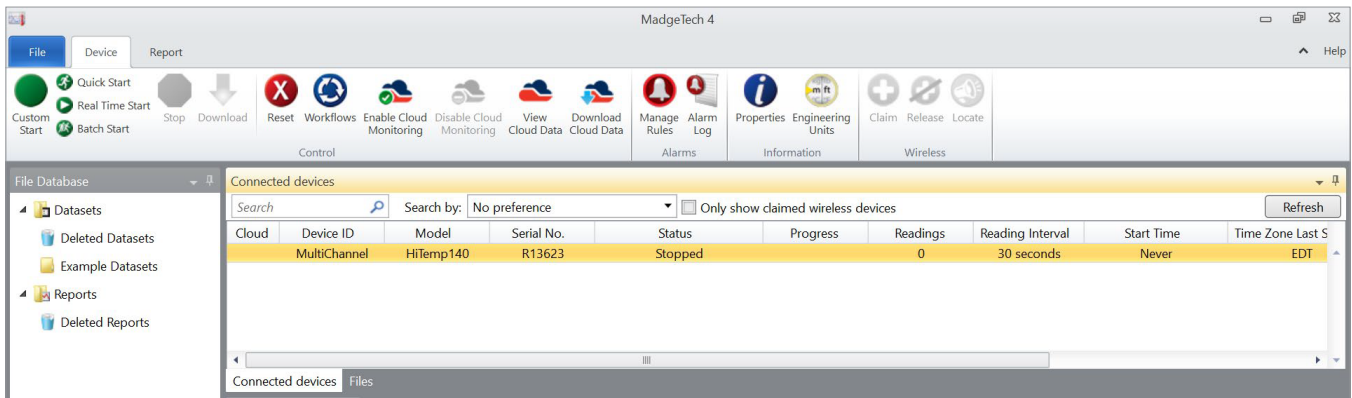 MadgeTech 4
File Device Report Help
Quick Start
Real Time Start
Batch Start
Custom Start
Stop
Download
Reset
Workflows
Enable Cloud Monitoring
Disable Cloud Monitoring
View Cloud Data
Download Cloud Data
Control
Manage Rules
Alarm Log
Alarms
Properties
m ft
Engineering Units
Information
Claim
Release
Locate
Wireless
File Database
Datasets
Deleted Datasets
Example Datasets
Reports
Deleted Reports
Connected devices
Search
Search by: No preference
Only show claimed wireless devices
Refresh
Cloud Device ID Model Serial No. Status Progress Readings Reading Interval Start Time Time Zone Last S
MultiChannel HiTemp140 R13623 Stopped 0 30 seconds Never EDT
Connected devices Files